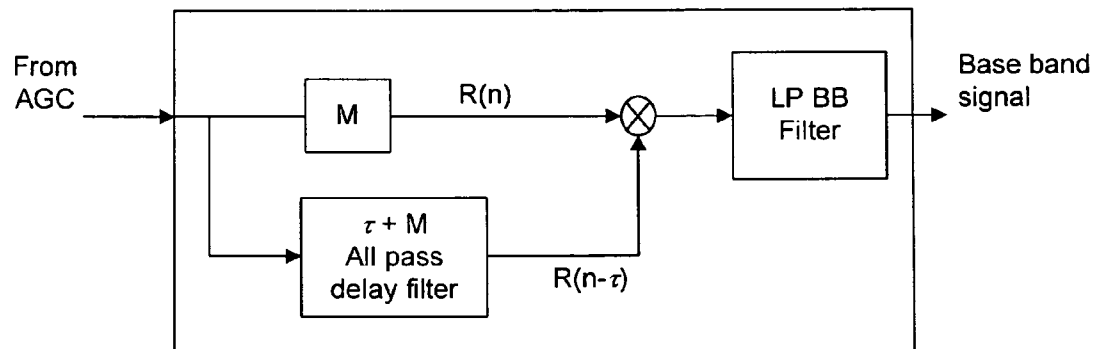 From
AGC
M
R(n)
LP BB
Filter
Base band
signal
τ + M
All pass
delay filter
R(n-τ)